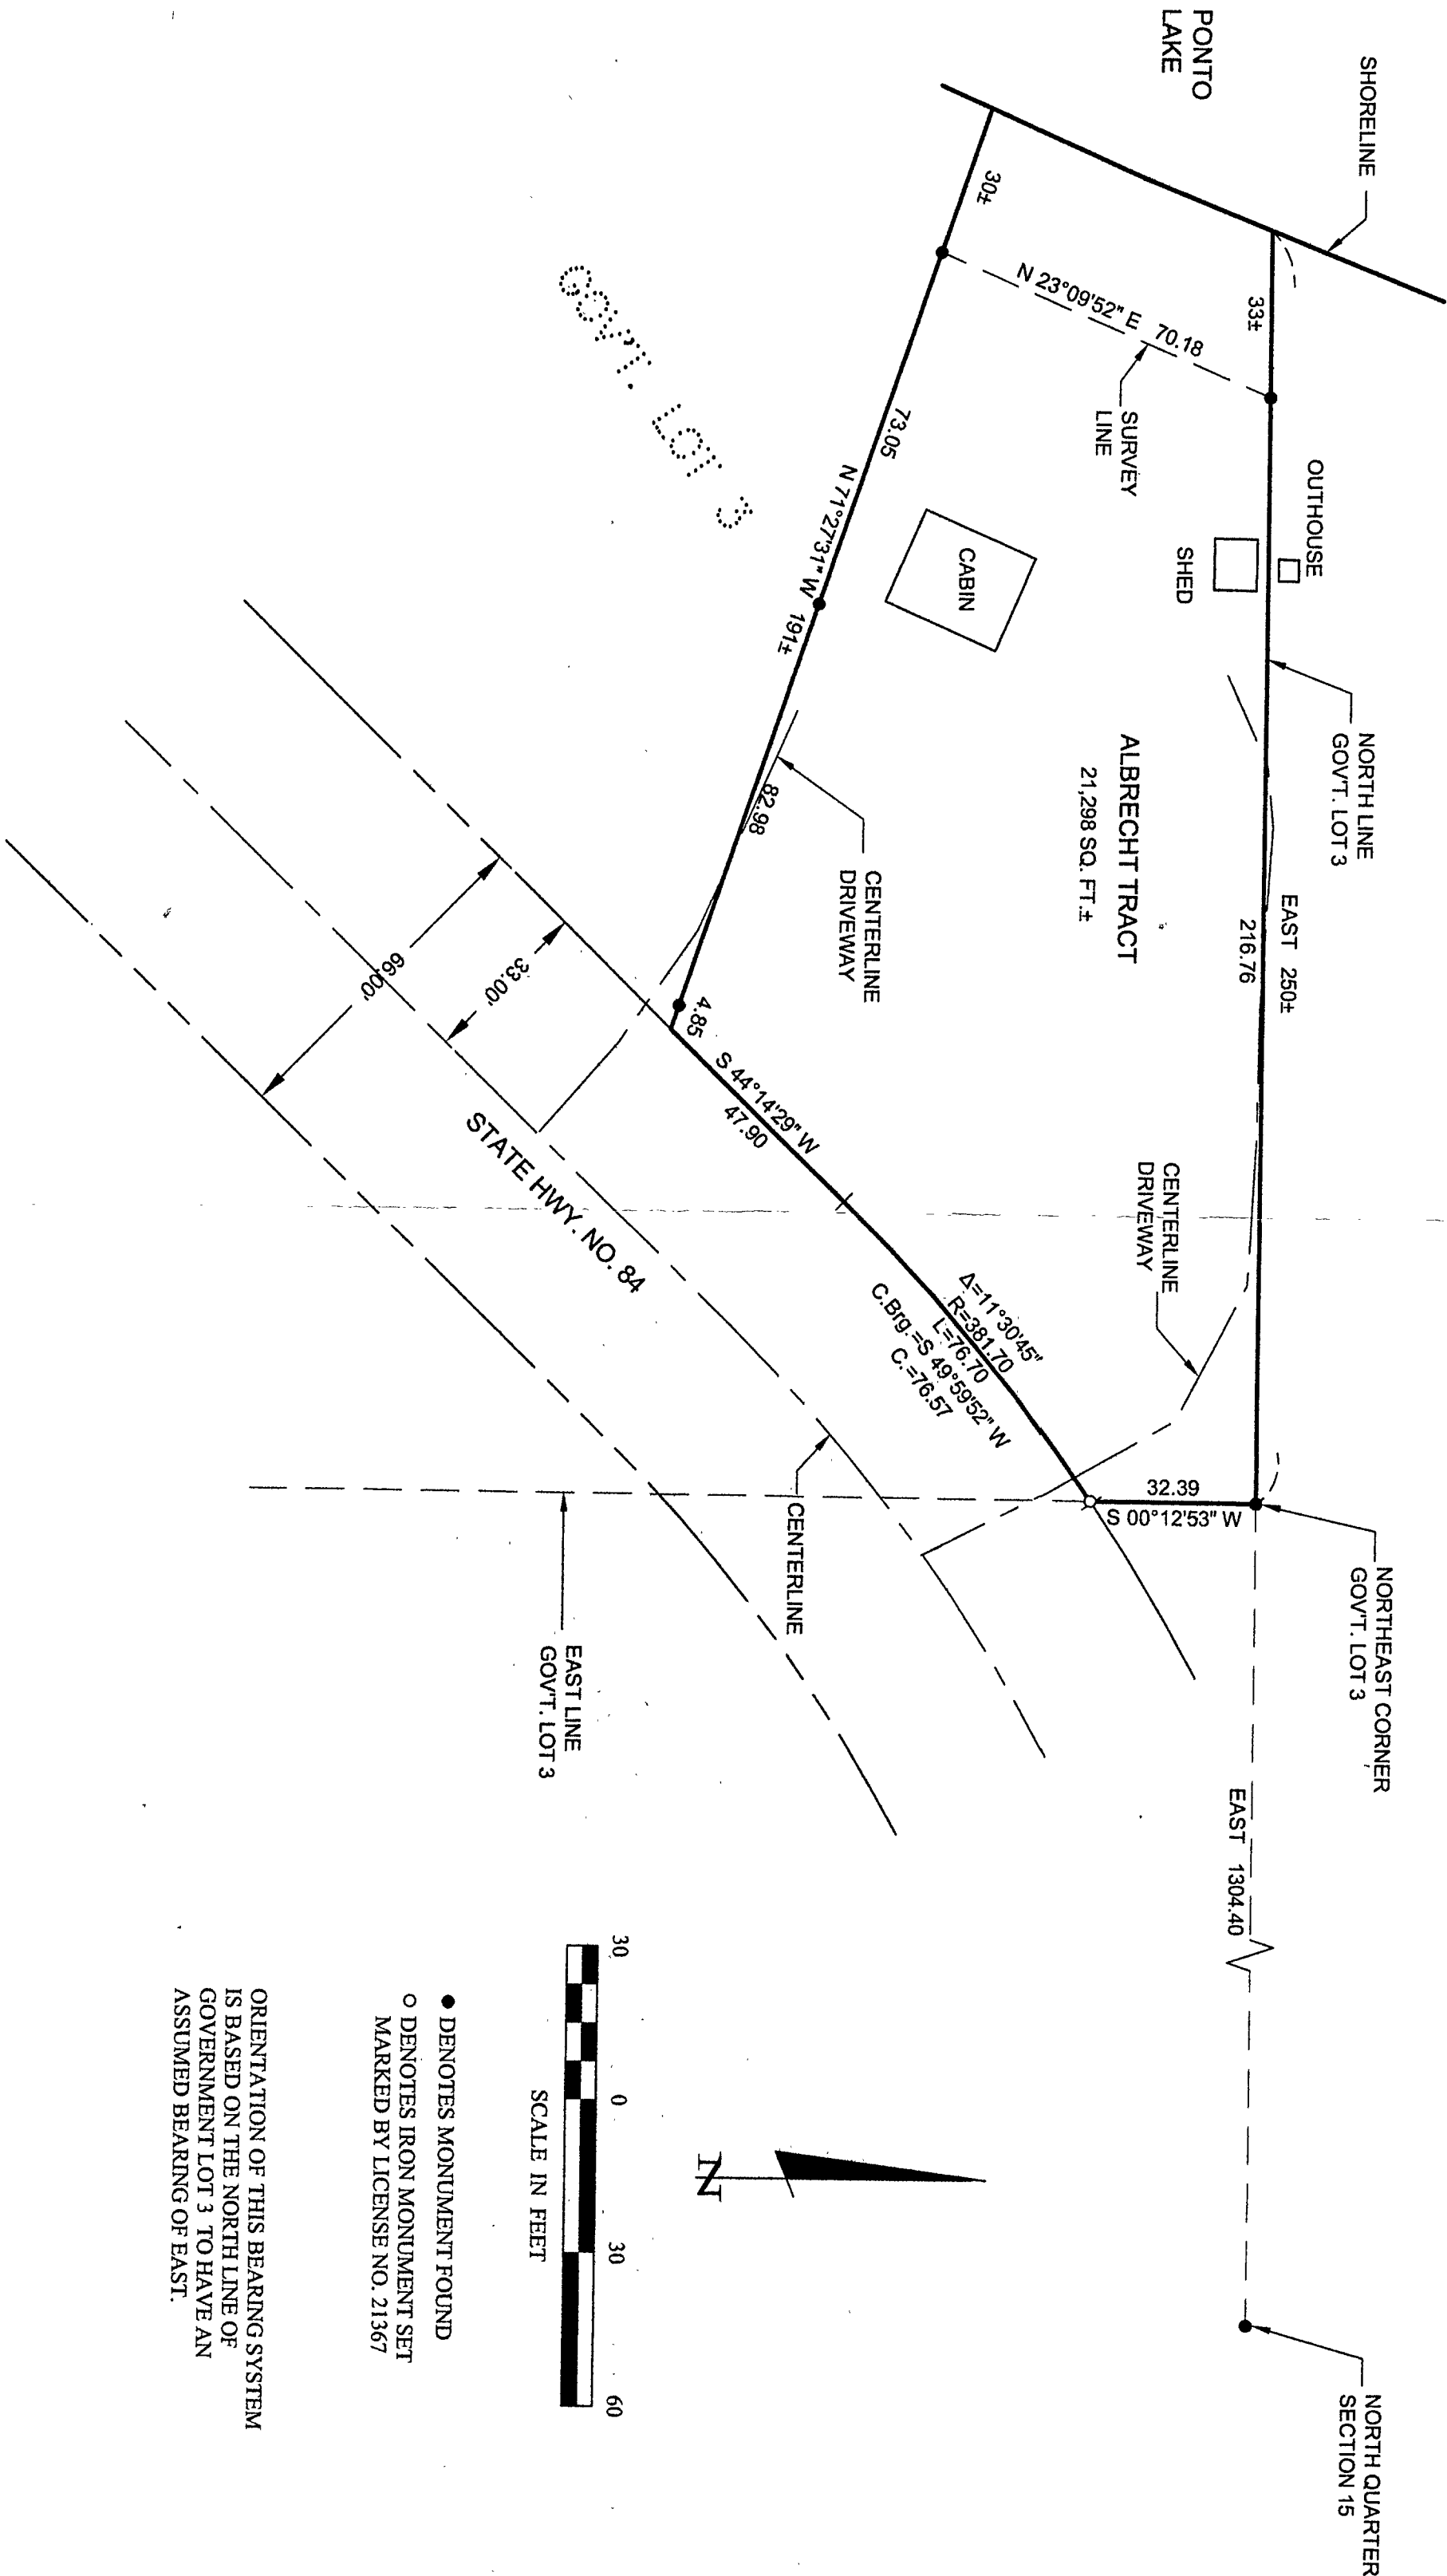 PONTO
LAKE
SHORELINE
30±
33±
N 23°09'52" E 70.18
SURVEY
LINE
OUTHOUSE
SHED
CABIN
73.05
N 71°27'31" W 191±
82.98
4.85
GOVT. LOT 3
NORTH LINE
GOV'T. LOT 3
EAST 250±
216.76
ALBRECHT TRACT
21,298 SQ. FT.±
CENTERLINE
DRIVEWAY
CENTERLINE
DRIVEWAY
66.00'
33.00'
S 44°14'29" W
47.90
STATE HWY. NO. 84
Δ=11°30'45"
R=381.70
L=76.70
C.Brg.=S 49°59'52" W
C.=76.57
32.39
S 00°12'53" W
CENTERLINE
EAST LINE
GOV'T. LOT 3
NORTHEAST CORNER
GOV'T. LOT 3
EAST 1304.40
NORTH QUARTER
SECTION 15
30 0 30 60
SCALE IN FEET
N
● DENOTES MONUMENT FOUND
○ DENOTES IRON MONUMENT SET
MARKED BY LICENSE NO. 21367
ORIENTATION OF THIS BEARING SYSTEM
IS BASED ON THE NORTH LINE OF
GOVERNMENT LOT 3 TO HAVE AN
ASSUMED BEARING OF EAST.